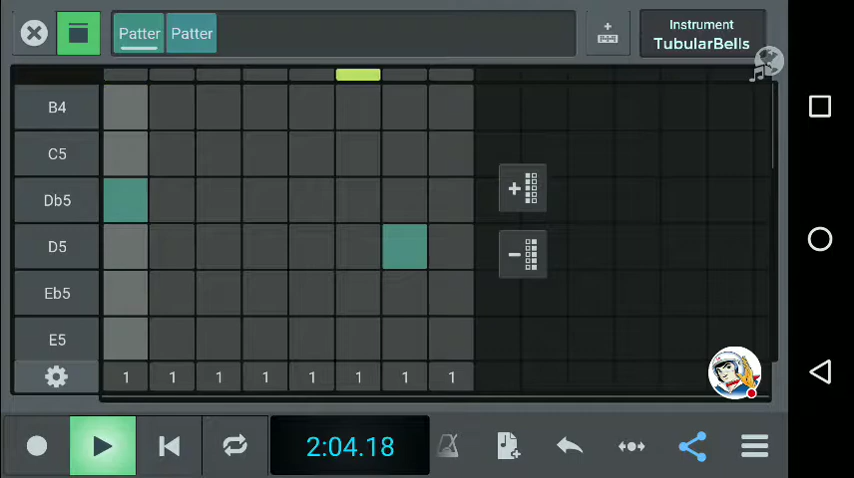 Patter Patter
Instrument
TubularBells
B4
C5
Db5
D5
Eb5
E5
1 1 1 1 1 1 1 1
2:04.18